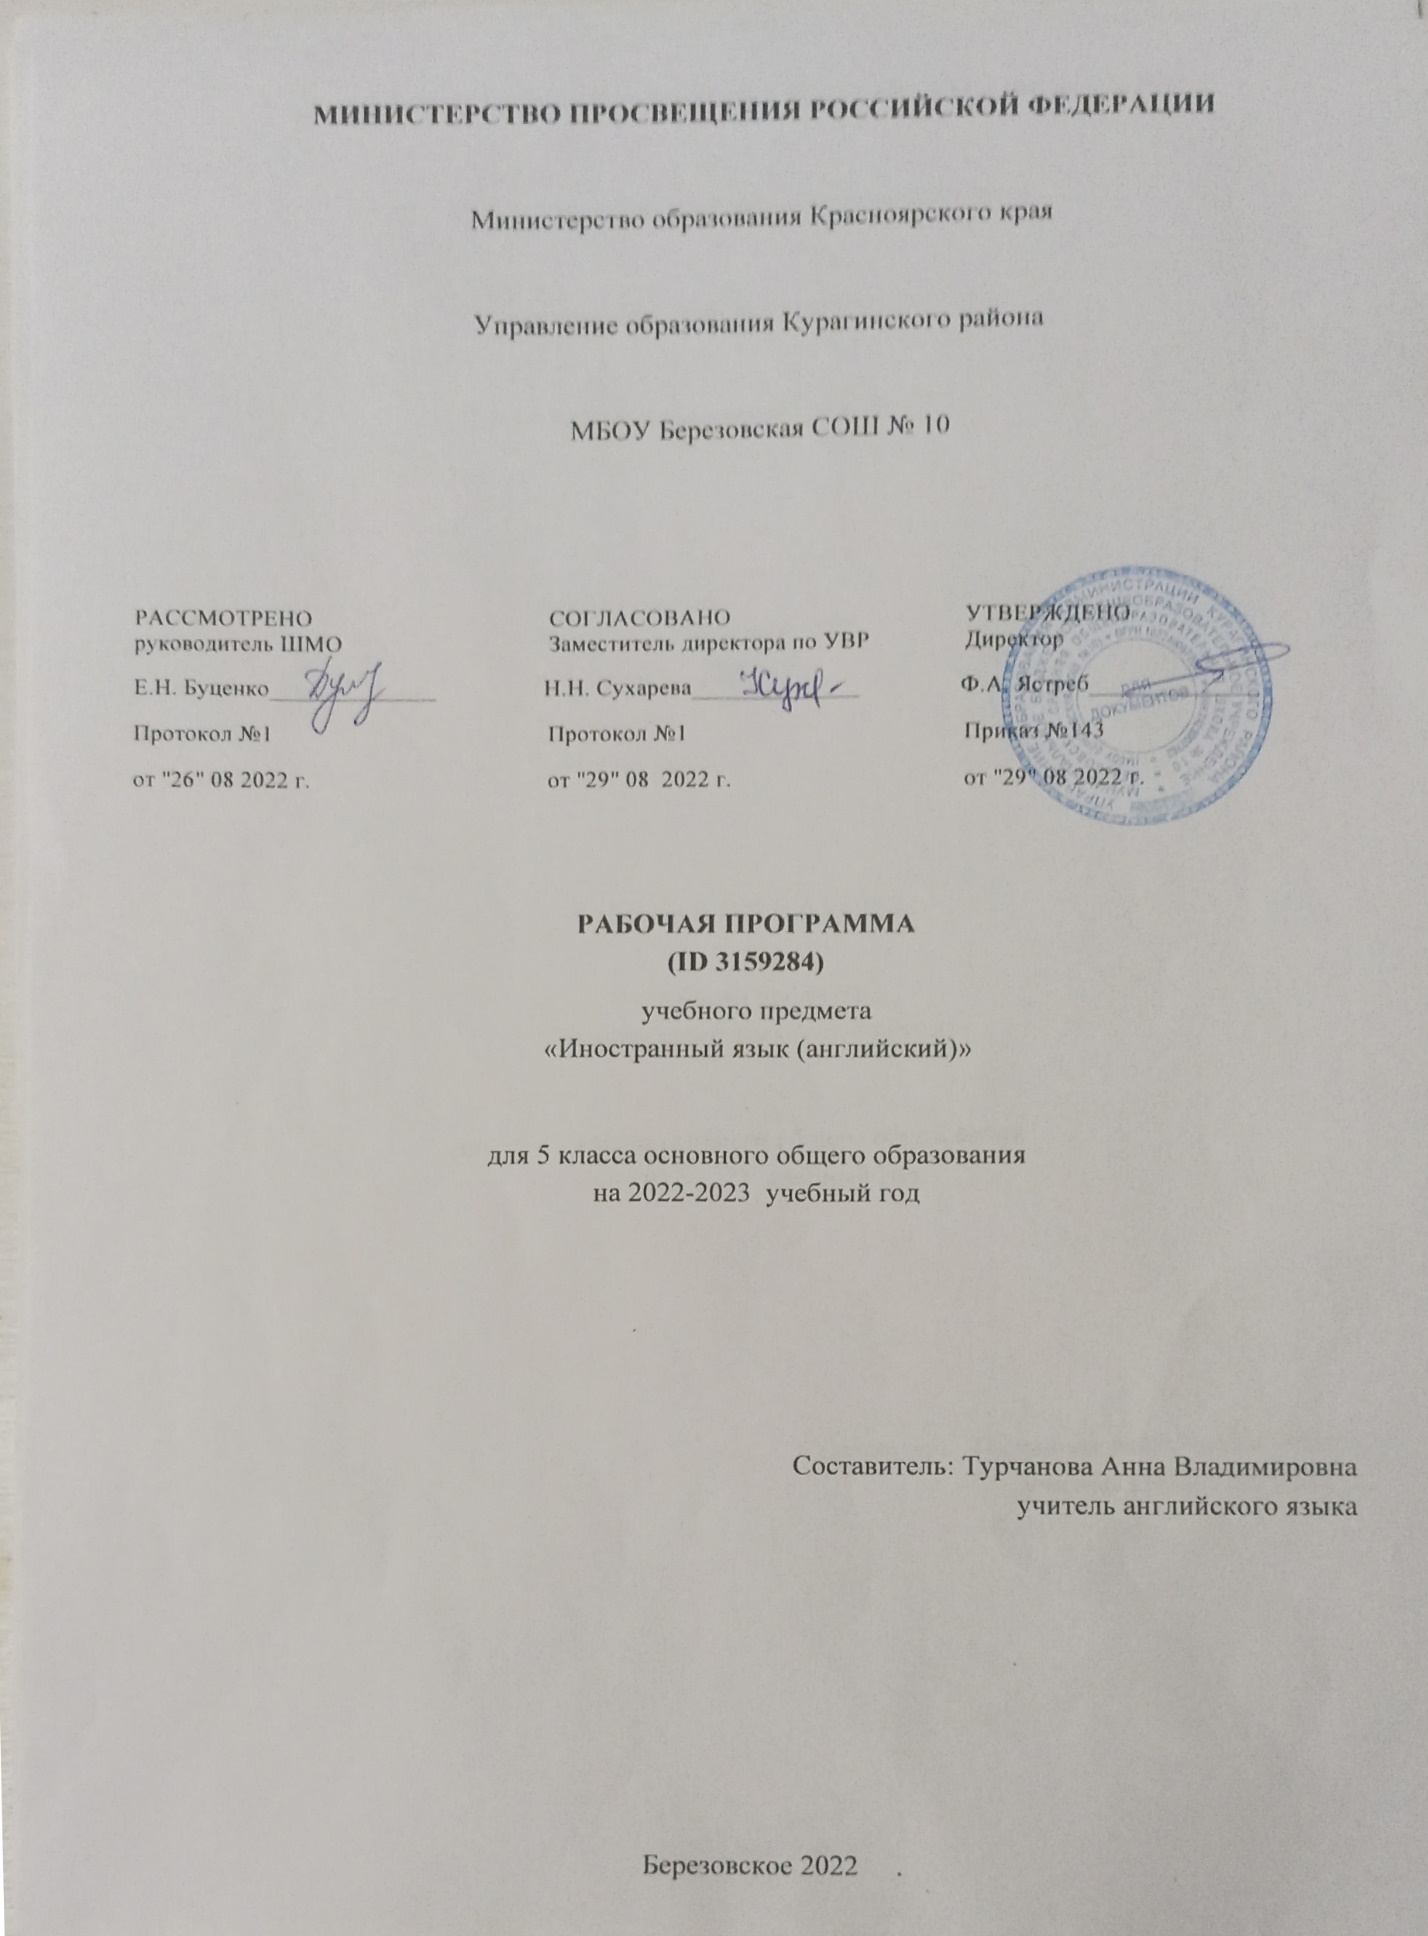 МИНИСТЕРСТВО ПРОСВЕЩЕНИЯ РОССИЙСКОЙ ФЕДЕРАЦИИ
Министерство образования Красноярского края
Управление образования Курагинского района
МБОУ Березовская СОШ № 10
РАССМОТРЕНО
руководитель ШМО
Е.Н. Буценко
Протокол №1
от "26" 08 2022 г.
СОГЛАСОВАНО
Заместитель директора по УВР
Н.Н. Сухарева
Протокол №1
от "29" 08  2022 г.
УТВЕРЖДЕНО
Директор
Ф.А. Ястреб
Приказ №143
от "29" 08 2022 г.
ДЛЯ
ДОКУМЕНТОВ
РАБОЧАЯ ПРОГРАММА
(ID 3159284)
учебного предмета
«Иностранный язык (английский)»
для 5 класса основного общего образования
на 2022-2023  учебный год
Составитель: Турчанова Анна Владимировна
учитель английского языка
Березовское 2022